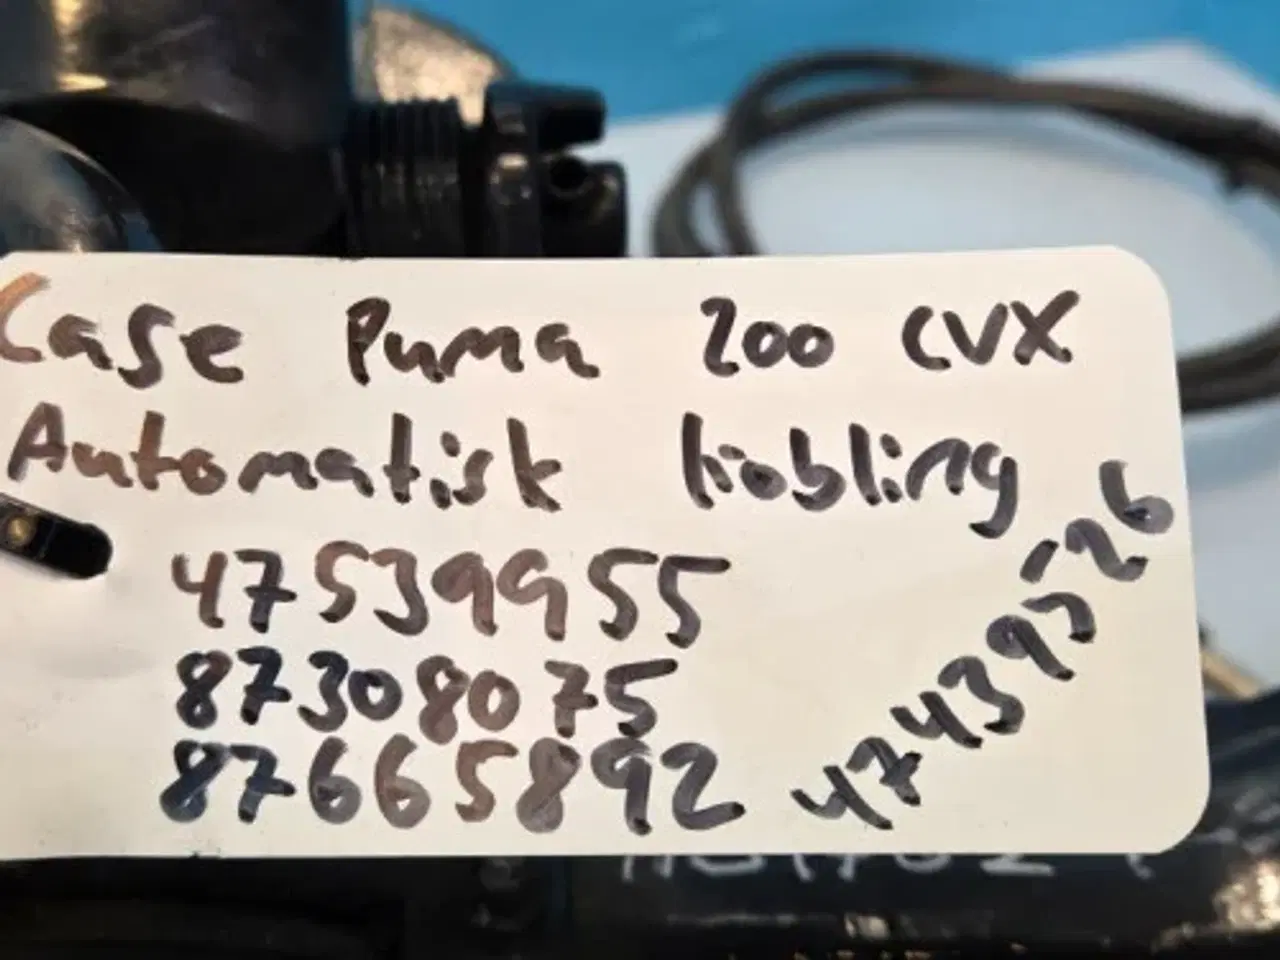 Case Puma 200 CVX
Automatisk kobling
47539955
87308075
87665892
47439526